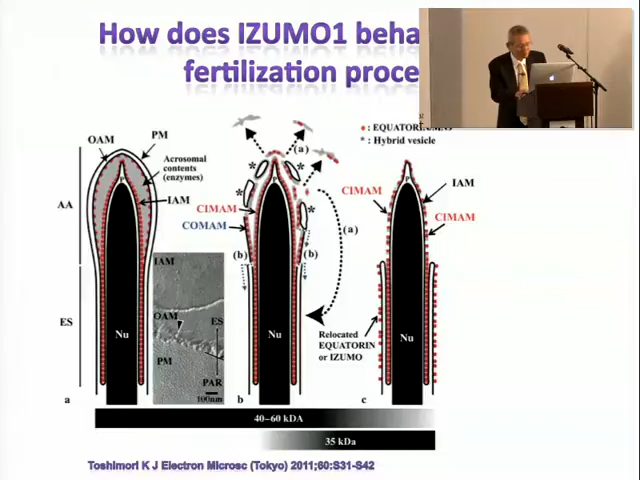 How does IZUMO1 beha
fertilization proce
OAM
PM
Acrosomal
contents
(enzymes)
IAM
AA
ES
Nu
a
IAM
OAM
ES
PM
PAR
100nm
(a)
P
*
*
*
*
CIMAM
COMAM
(a)
(b)
(b)
Nu
b
Relocated
EQUATORIN
or IZUMO
*: Hybrid vesicle
CIMAM
IAM
CIMAM
Nu
c
40–60 kDA
35 kDa
Toshimori K J Electron Microsc (Tokyo) 2011;60:S31-S42